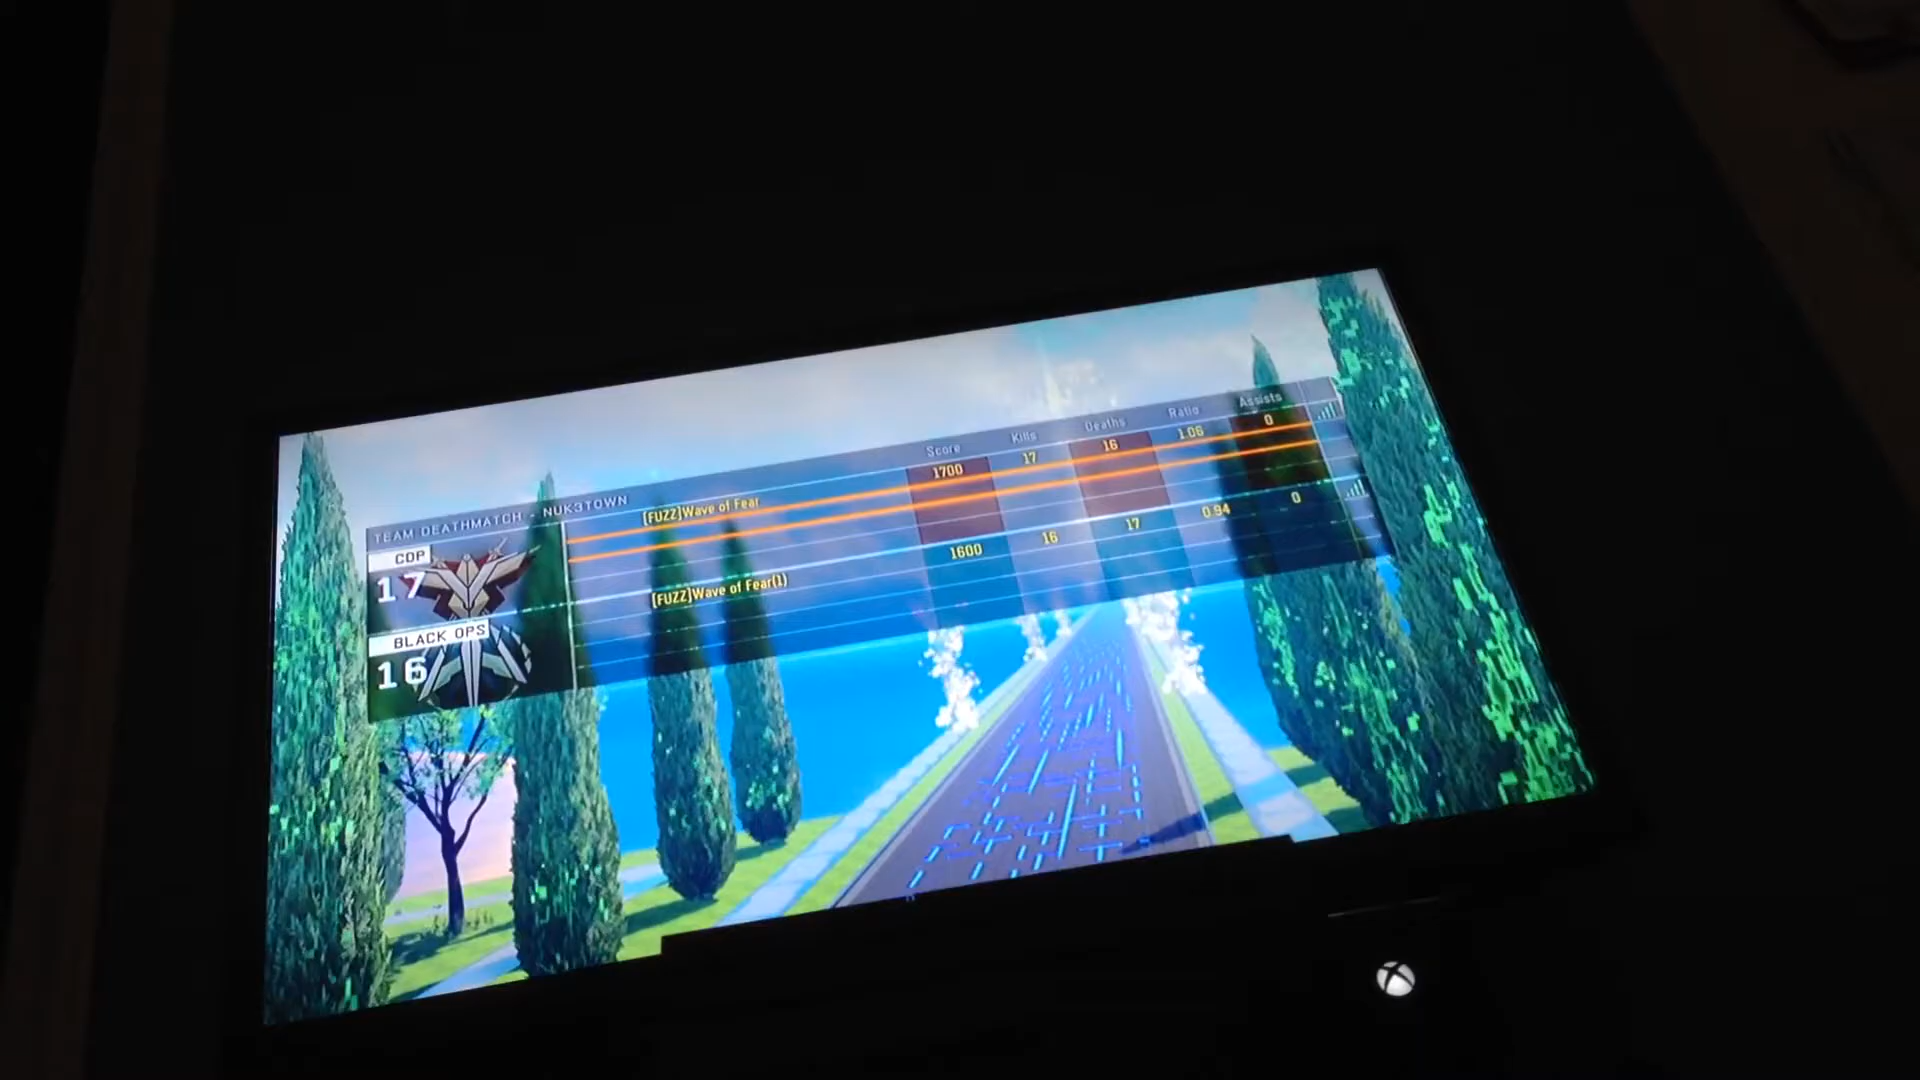 TEAM DEATHMATCH - NUK3TOWN
Score Kills Deaths Ratio Assists
CDP
17
[FUZZ]Wave of Fear 1700 17 16 1.06 0
BLACK OPS
16
[FUZZ]Wave of Fear(1) 1600 16 17 0.94 0